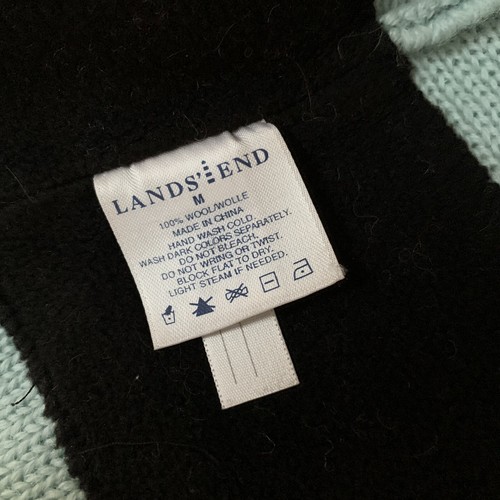 LANDS' END
M
100% WOOL/WOLLE
MADE IN CHINA
HAND WASH COLD.
WASH DARK COLORS SEPARATELY.
DO NOT BLEACH.
DO NOT WRING OR TWIST.
BLOCK FLAT TO DRY.
LIGHT STEAM IF NEEDED.